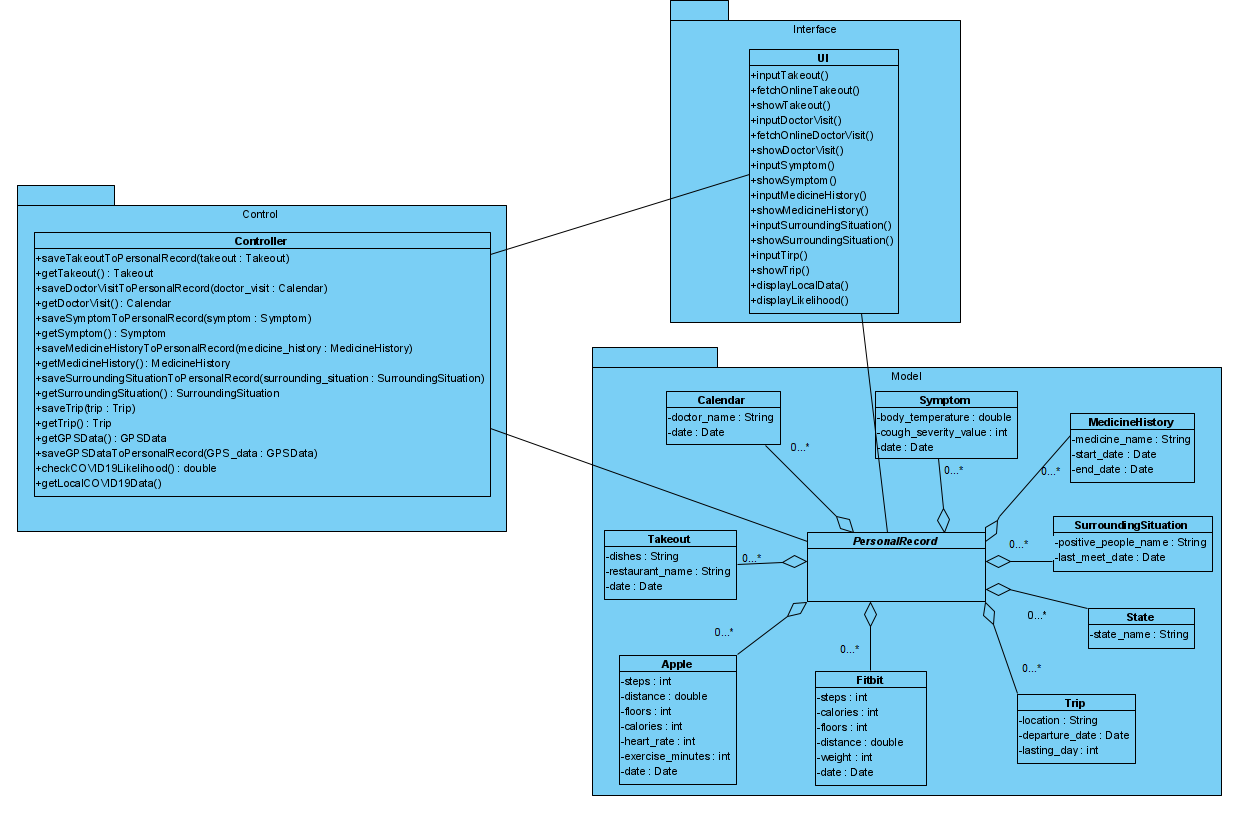 Interface
UI
+inputTakeout()
+fetchOnlineTakeout()
+showTakeout()
+inputDoctorVisit()
+fetchOnlineDoctorVisit()
+showDoctorVisit()
+inputSymptom()
+showSymptom()
+inputMedicineHistory()
+showMedicineHistory()
+inputSurroundingSituation()
+showSurroundingSituation()
+inputTirp()
+showTrip()
+displayLocalData()
+displayLikelihood()
Control
Controller
+saveTakeoutToPersonalRecord(takeout : Takeout)
+getTakeout() : Takeout
+saveDoctorVisitToPersonalRecord(doctor_visit : Calendar)
+getDoctorVisit() : Calendar
+saveSymptomToPersonalRecord(symptom : Symptom)
+getSymptom() : Symptom
+saveMedicineHistoryToPersonalRecord(medicine_history : MedicineHistory)
+getMedicineHistory() : MedicineHistory
+saveSurroundingSituationToPersonalRecord(surrounding_situation : SurroundingSituation)
+getSurroundingSituation() : SurroundingSituation
+saveTrip(trip : Trip)
+getTrip() : Trip
+getGPSData() : GPSData
+saveGPSDataToPersonalRecord(GPS_data : GPSData)
+checkCOVID19Likelihood() : double
+getLocalCOVID19Data()
Model
Calendar
-doctor_name : String
-date : Date
0...*
Symptom
-body_temperature : double
-cough_severity_value : int
-date : Date
0...*
MedicineHistory
-medicine_name : String
-start_date : Date
-end_date : Date
0...*
Takeout
-dishes : String
-restaurant_name : String
-date : Date
0...*
PersonalRecord
SurroundingSituation
-positive_people_name : String
-last_meet_date : Date
0...*
State
-state_name : String
0...*
Apple
-steps : int
-distance : double
-floors : int
-calories : int
-heart_rate : int
-exercise_minutes : int
-date : Date
0...*
Fitbit
-steps : int
-calories : int
-floors : int
-distance : double
-weight : int
-date : Date
0...*
Trip
-location : String
-departure_date : Date
-lasting_day : int
0...*